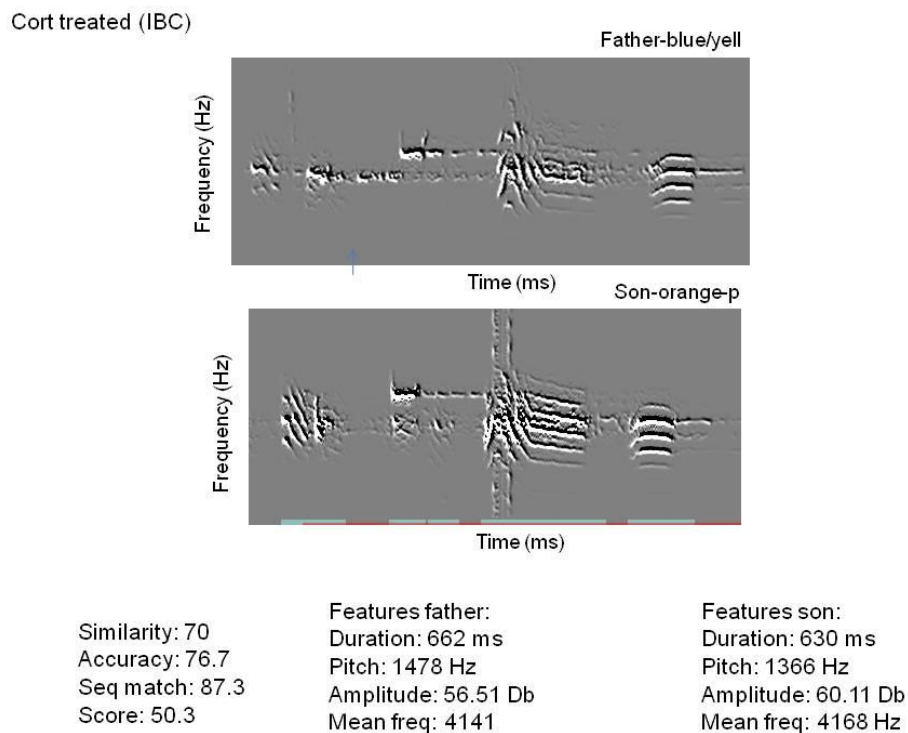 Cort treated (IBC)
Father-blue/yell
Frequency (Hz)
Time (ms)
Son-orange-p
Frequency (Hz)
Time (ms)
Similarity: 70
Accuracy: 76.7
Seq match: 87.3
Score: 50.3
Features father:
Duration: 662 ms
Pitch: 1478 Hz
Amplitude: 56.51 Db
Mean freq: 4141
Features son:
Duration: 630 ms
Pitch: 1366 Hz
Amplitude: 60.11 Db
Mean freq: 4168 Hz